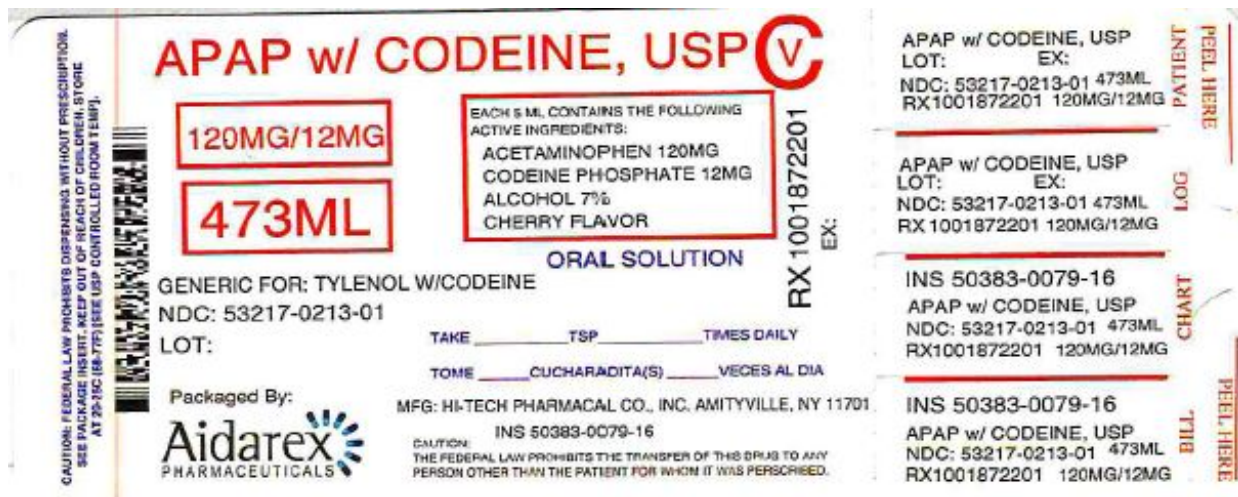 CAUTION: FEDERAL LAW PROHIBITS DISPENSING WITHOUT PRESCRIPTION.
SEE PACKAGE INSERT. KEEP OUT OF REACH OF CHILDREN. STORE
AT 20-25C (68-77F) [SEE USP CONTROLLED ROOM TEMP].
APAP w/ CODEINE, USP
C V
120MG/12MG
473ML
EACH 5 ML CONTAINS THE FOLLOWING
ACTIVE INGREDIENTS:
ACETAMINOPHEN 120MG
CODEINE PHOSPHATE 12MG
ALCOHOL 7%
CHERRY FLAVOR
ORAL SOLUTION
RX1001872201
EX:
GENERIC FOR: TYLENOL W/CODEINE
NDC: 53217-0213-01
LOT:
TAKE ________ TSP ________ TIMES DAILY
TOME _____ CUCHARADITA(S) _____ VECES AL DIA
Packaged By:
Aidarex
PHARMACEUTICALS
MFG: HI-TECH PHARMACAL CO., INC. AMITYVILLE, NY 11701
INS 50383-0079-16
CAUTION:
THE FEDERAL LAW PROHIBITS THE TRANSFER OF THIS DRUG TO ANY
PERSON OTHER THAN THE PATIENT FOR WHOM IT WAS PERSCRIBED.
APAP w/ CODEINE, USP
LOT: EX:
NDC: 53217-0213-01 473ML
RX1001872201 120MG/12MG
PATIENT
PEEL HERE
APAP w/ CODEINE, USP
LOT: EX:
NDC: 53217-0213-01 473ML
RX1001872201 120MG/12MG
LOG
INS 50383-0079-16
APAP w/ CODEINE, USP
NDC: 53217-0213-01 473ML
RX1001872201 120MG/12MG
CHART
INS 50383-0079-16
APAP w/ CODEINE, USP
NDC: 53217-0213-01 473ML
RX1001872201 120MG/12MG
BILL
PEEL HERE